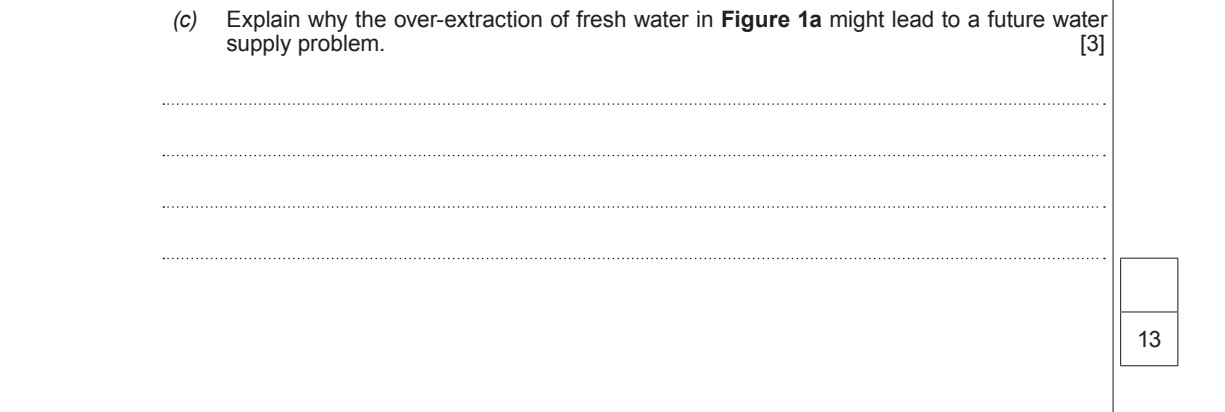 (c) Explain why the over-extraction of fresh water in Figure 1a might lead to a future water
supply problem. [3]
13